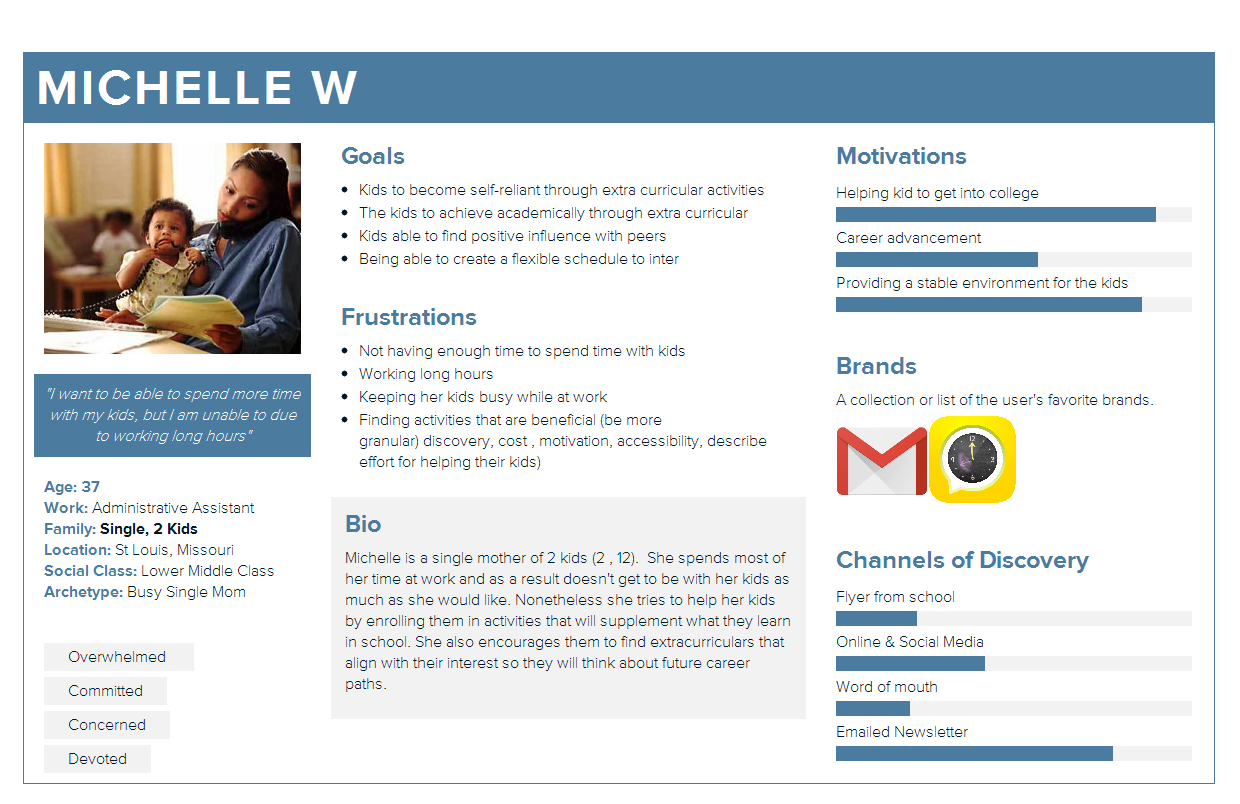 MICHELLE W
"I want to be able to spend more time
with my kids, but I am unable to due
to working long hours"
Age: 37
Work: Administrative Assistant
Family: Single, 2 Kids
Location: St Louis, Missouri
Social Class: Lower Middle Class
Archetype: Busy Single Mom
Overwhelmed
Committed
Concerned
Devoted
Goals
Kids to become self-reliant through extra curricular activities
The kids to achieve academically through extra curricular
Kids able to find positive influence with peers
Being able to create a flexible schedule to inter
Frustrations
Not having enough time to spend time with kids
Working long hours
Keeping her kids busy while at work
Finding activities that are beneficial (be more
granular) discovery, cost , motivation, accessibility, describe
effort for helping their kids)
Bio
Michelle is a single mother of 2 kids (2 , 12).  She spends most of
her time at work and as a result doesn't get to be with her kids as
much as she would like. Nonetheless she tries to help her kids
by enrolling them in activities that will supplement what they learn
in school. She also encourages them to find extracurriculars that
align with their interest so they will think about future career
paths.
Motivations
Helping kid to get into college
Career advancement
Providing a stable environment for the kids
Brands
A collection or list of the user's favorite brands.
12
9 3
6
Channels of Discovery
Flyer from school
Online & Social Media
Word of mouth
Emailed Newsletter